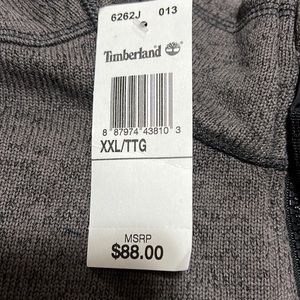 6262J 013
Timberland
8 87974 43810 3
XXL/TTG
MSRP
$88.00